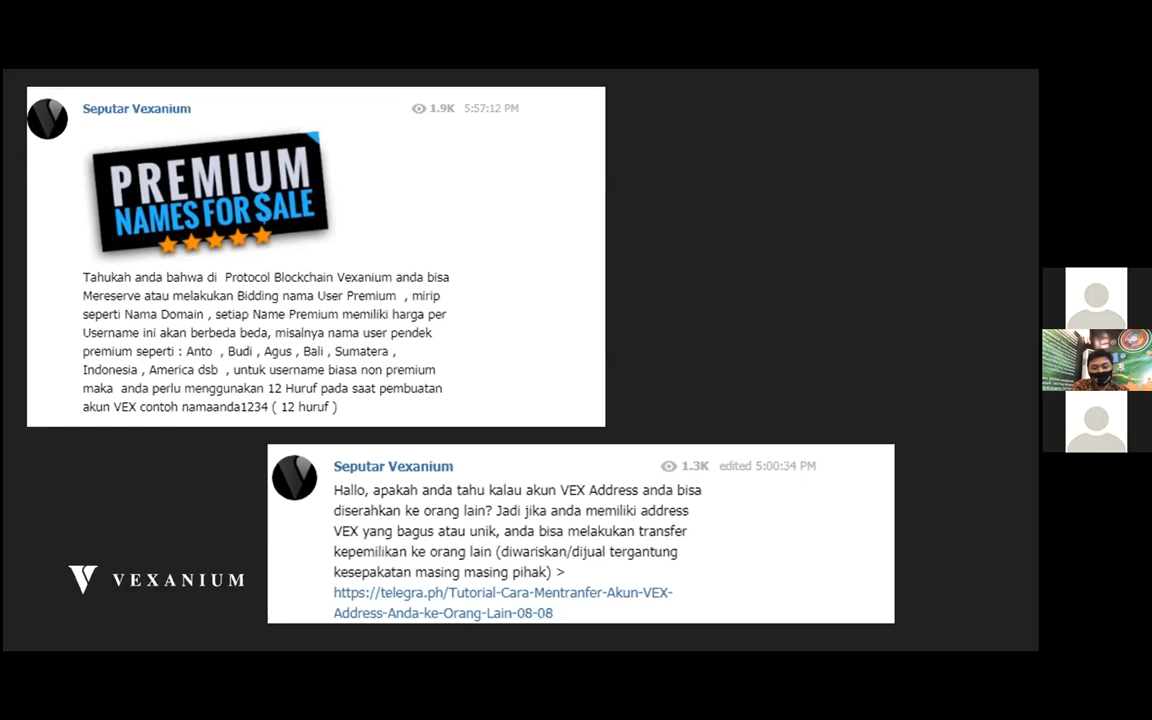 Seputar Vexanium 1.9K 5:57:12 PM
PREMIUM
NAMES FOR $ALE
Tahukah anda bahwa di Protocol Blockchain Vexanium anda bisa
Mereserve atau melakukan Bidding nama User Premium , mirip
seperti Nama Domain , setiap Name Premium memiliki harga per
Username ini akan berbeda beda, misalnya nama user pendek
premium seperti : Anto , Budi , Agus , Bali , Sumatera ,
Indonesia , America dsb , untuk username biasa non premium
maka anda perlu menggunakan 12 Huruf pada saat pembuatan
akun VEX contoh namaanda1234 ( 12 huruf )
Seputar Vexanium 1.3K edited 5:00:34 PM
Hallo, apakah anda tahu kalau akun VEX Address anda bisa
diserahkan ke orang lain? Jadi jika anda memiliki address
VEX yang bagus atau unik, anda bisa melakukan transfer
kepemilikan ke orang lain (diwariskan/dijual tergantung
kesepakatan masing masing pihak) >
https://telegra.ph/Tutorial-Cara-Mentranfer-Akun-VEX-
Address-Anda-ke-Orang-Lain-08-08
VEXANIUM